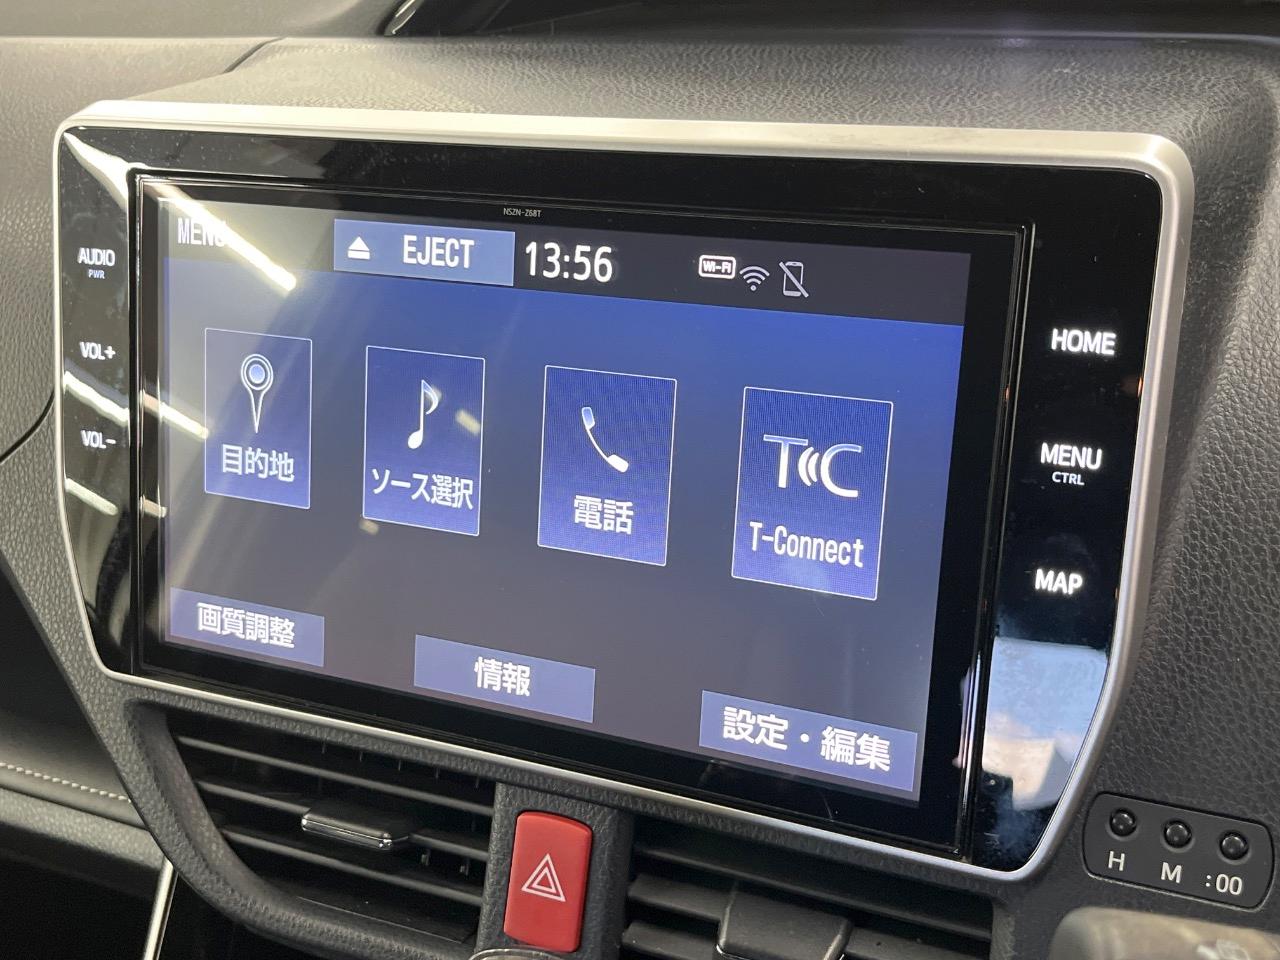 NSZN-Z68T
MENU
EJECT
13:56
Wi-Fi
AUDIO
PWR
VOL+
VOL-
目的地
ソース選択
電話
T-Connect
画質調整
情報
設定・編集
HOME
MENU
CTRL
MAP
H M :00